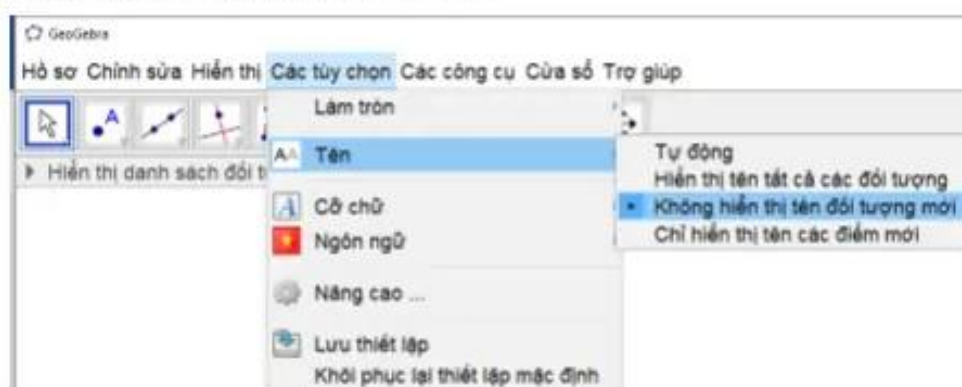 GeoGebra
Hồ sơ Chỉnh sửa Hiển thị Các tùy chọn Các công cụ Cửa sổ Trợ giúp
A
Làm tròn
AA Tên
Tự động
Hiển thị danh sách đối
Hiển thị tên tất cả các đối tượng
A Cỡ chữ
Không hiển thị tên đối tượng mới
Ngôn ngữ
Chỉ hiển thị tên các điểm mới
Nâng cao ...
Lưu thiết lập
Khôi phục lại thiết lập mặc định